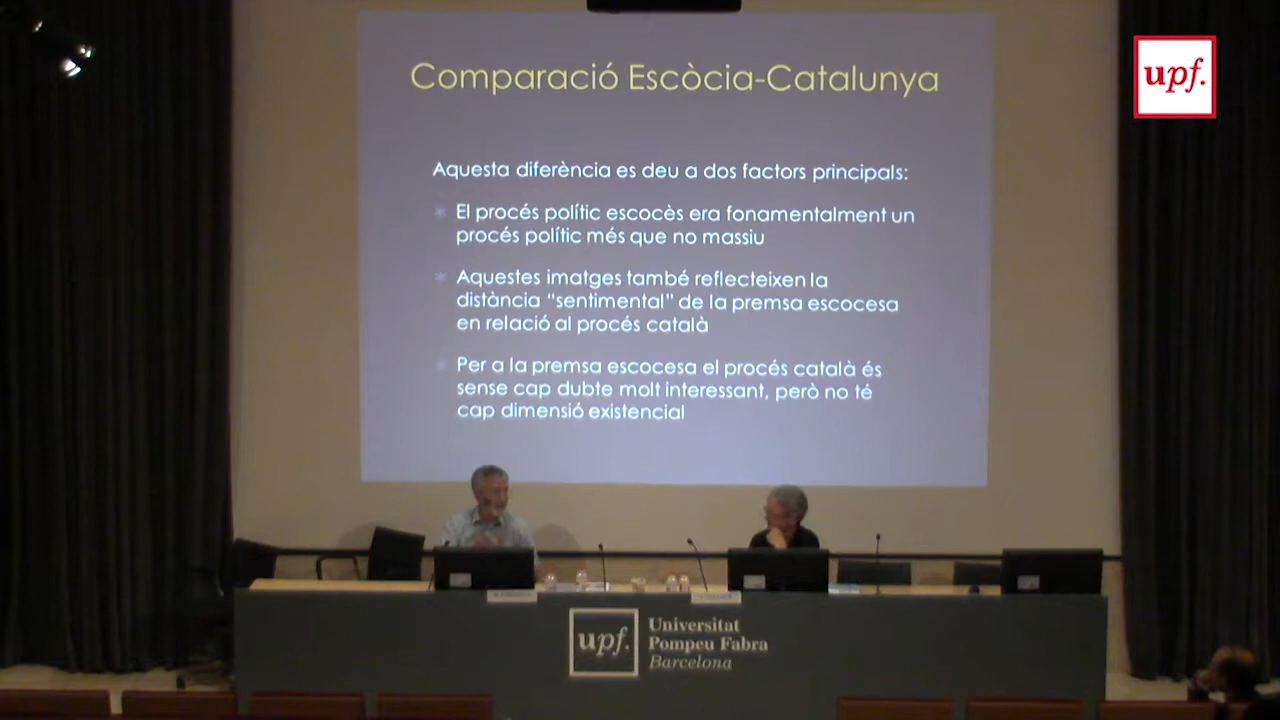 Comparació Escòcia-Catalunya
upf.
Aquesta diferència es deu a dos factors principals:
El procés polític escocès era fonamentalment un
procés polític més que no massiu
Aquestes imatges també reflecteixen la
distància “sentimental” de la premsa escocesa
en relació al procés català
Per a la premsa escocesa el procés català és
sense cap dubte molt interessant, però no té
cap dimensió existencial
upf.
Universitat
Pompeu Fabra
Barcelona